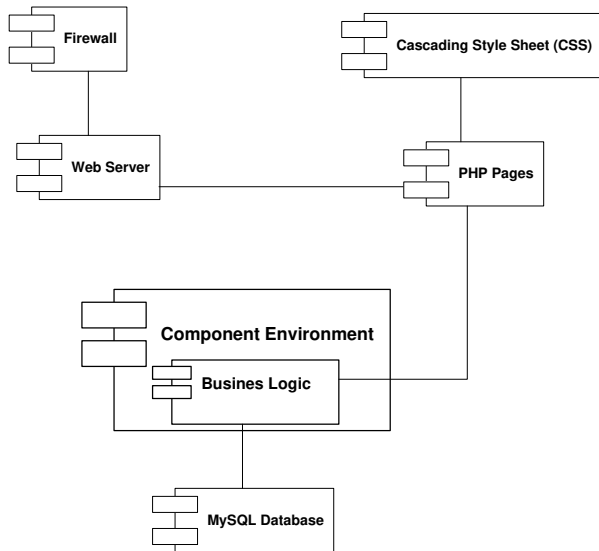 Firewall
Cascading Style Sheet (CSS)
Web Server
PHP Pages
Component Environment
Busines Logic
MySQL Database